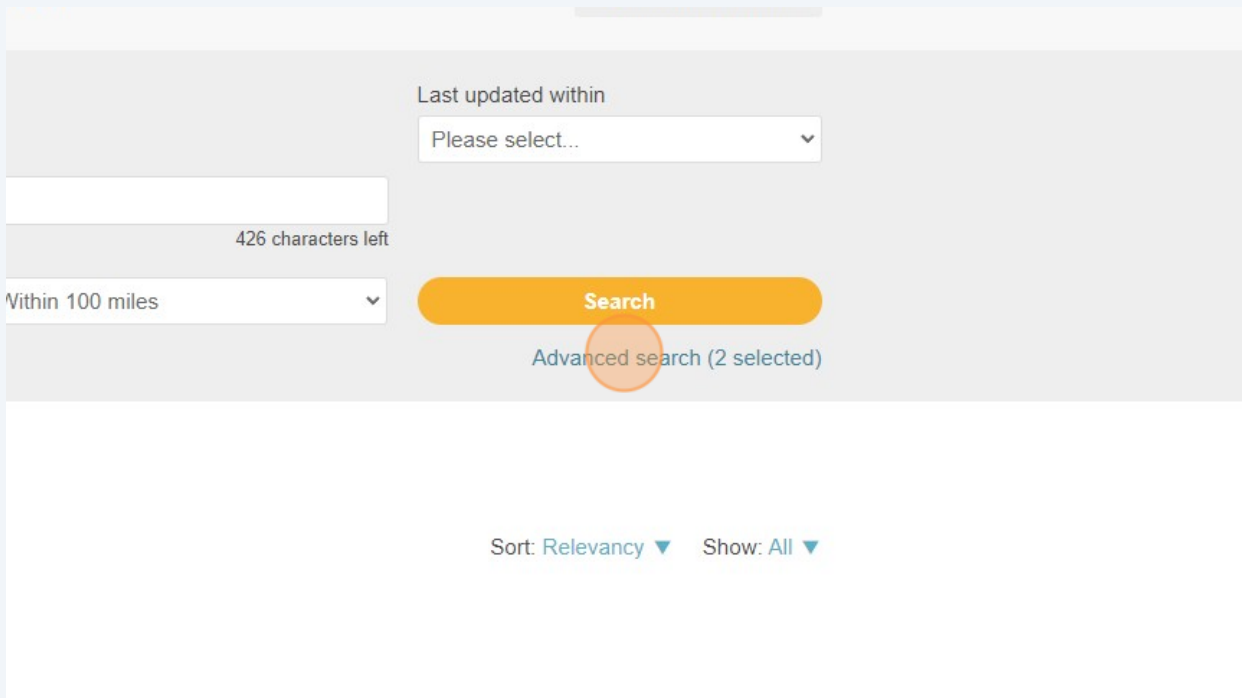 Last updated within
Please select...
426 characters left
Within 100 miles
Search
Advanced search (2 selected)
Sort: Relevancy ▼ Show: All ▼